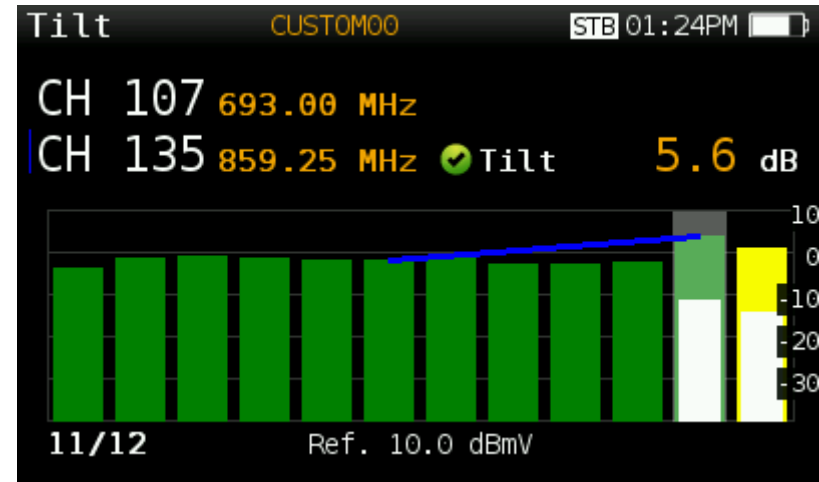 Tilt CUSTOM00 STB 01:24PM
CH 107 693.00 MHz
CH 135 859.25 MHz Tilt 5.6 dB
10
0
-10
-20
-30
11/12 Ref. 10.0 dBmV